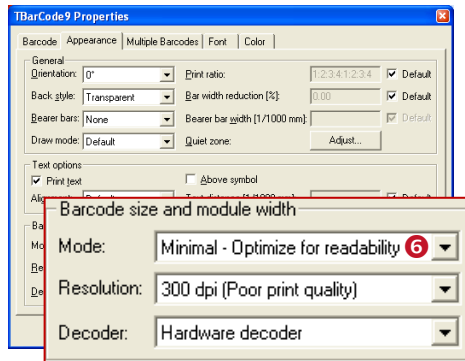 TBarCode9 Properties
Barcode Appearance Multiple Barcodes Font Color
General
Orientation: 0° Print ratio: 1:2:3:4:1:2:3:4 Default
Back style: Transparent Bar width reduction [%]: 0.00 Default
Bearer bars: None Bearer bar width [1/1000 mm]: Default
Draw mode: Default Quiet zone: Adjust...
Text options
Print text Above symbol
Barcode size and module width
Mode: Minimal - Optimize for readability 6
Resolution: 300 dpi (Poor print quality)
Decoder: Hardware decoder